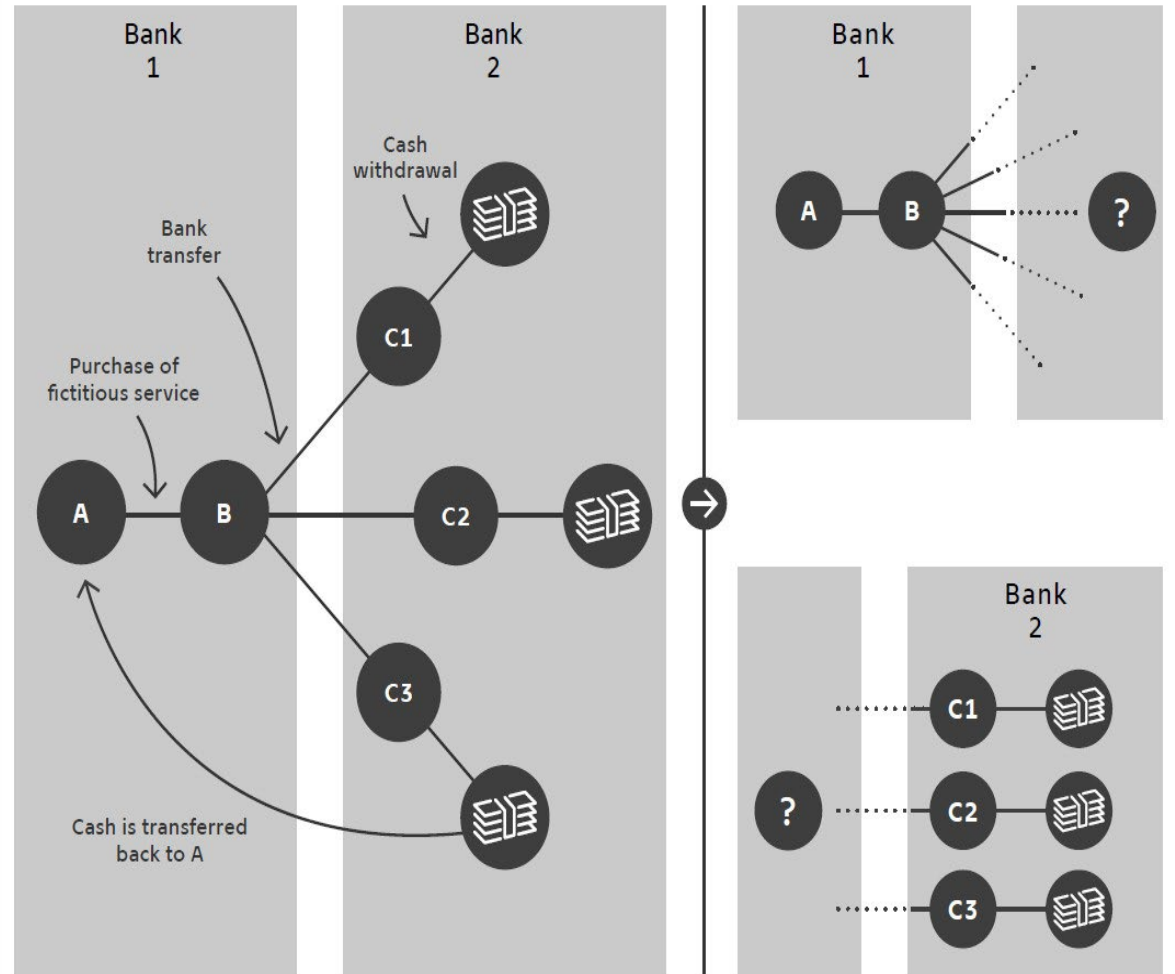 Bank
1
Bank
2
Cash
withdrawal
Bank
transfer
C1
Purchase of
fictitious service
A
B
C2
C3
Cash is transferred
back to A
Bank
1
A
B
?
Bank
2
C1
?
C2
C3